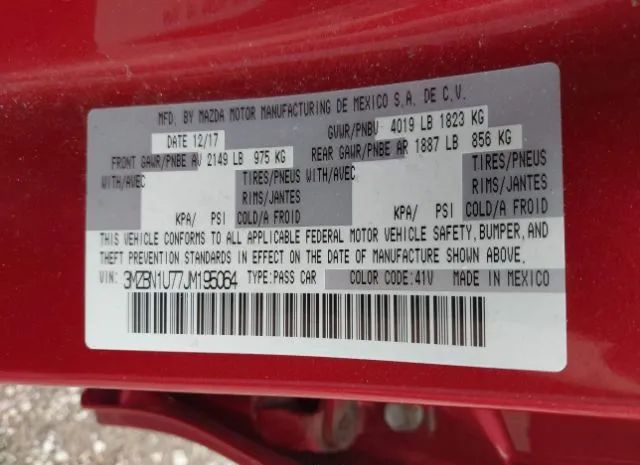 MFD. BY MAZDA MOTOR MANUFACTURING DE MEXICO S.A. DE C.V.
DATE 12/17 GVWR/PNBV 4019 LB 1823 KG
FRONT GAWR/PNBE AV 2149 LB 975 KG REAR GAWR/PNBE AR 1887 LB 856 KG
WITH/AVEC TIRES/PNEUS WITH/AVEC TIRES/PNEUS
RIMS/JANTES RIMS/JANTES
KPA/ PSI COLD/A FROID KPA/ PSI COLD/A FROID
THIS VEHICLE CONFORMS TO ALL APPLICABLE FEDERAL MOTOR VEHICLE SAFETY, BUMPER, AND
THEFT PREVENTION STANDARDS IN EFFECT ON THE DATE OF MANUFACTURE SHOWN ABOVE.
VIN: 3MZBN1U77JM195064 TYPE:PASS CAR COLOR CODE:41V MADE IN MEXICO